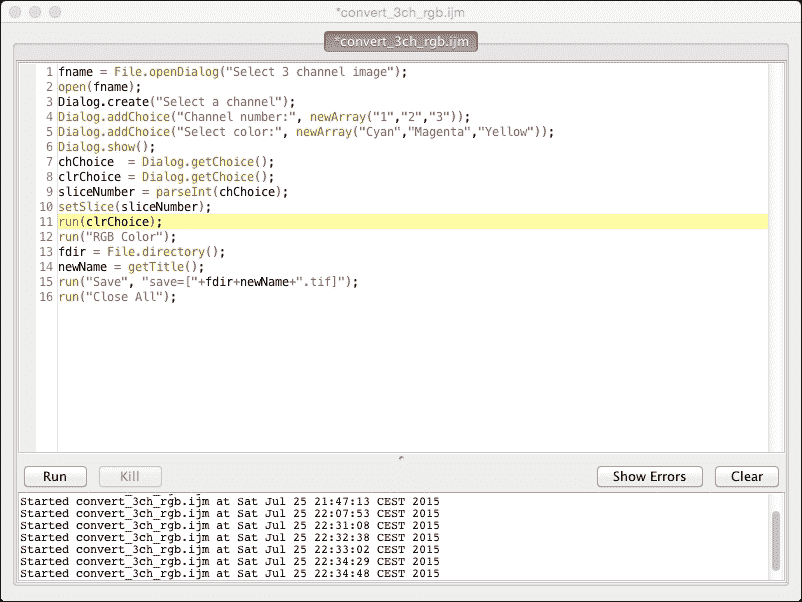 *convert_3ch_rgb.ijm
*convert_3ch_rgb.ijm
1 fname = File.openDialog("Select 3 channel image");
2 open(fname);
3 Dialog.create("Select a channel");
4 Dialog.addChoice("Channel number:", newArray("1","2","3"));
5 Dialog.addChoice("Select color:", newArray("Cyan","Magenta","Yellow"));
6 Dialog.show();
7 chChoice  = Dialog.getChoice();
8 clrChoice = Dialog.getChoice();
9 sliceNumber = parseInt(chChoice);
10 setSlice(sliceNumber);
11 run(clrChoice);
12 run("RGB Color");
13 fdir = File.directory();
14 newName = getTitle();
15 run("Save", "save=["+fdir+newName+".tif]");
16 run("Close All");
Run Kill Show Errors Clear
Started convert_3ch_rgb.ijm at Sat Jul 25 21:47:13 CEST 2015
Started convert_3ch_rgb.ijm at Sat Jul 25 22:07:53 CEST 2015
Started convert_3ch_rgb.ijm at Sat Jul 25 22:31:08 CEST 2015
Started convert_3ch_rgb.ijm at Sat Jul 25 22:32:38 CEST 2015
Started convert_3ch_rgb.ijm at Sat Jul 25 22:33:02 CEST 2015
Started convert_3ch_rgb.ijm at Sat Jul 25 22:34:29 CEST 2015
Started convert_3ch_rgb.ijm at Sat Jul 25 22:34:48 CEST 2015